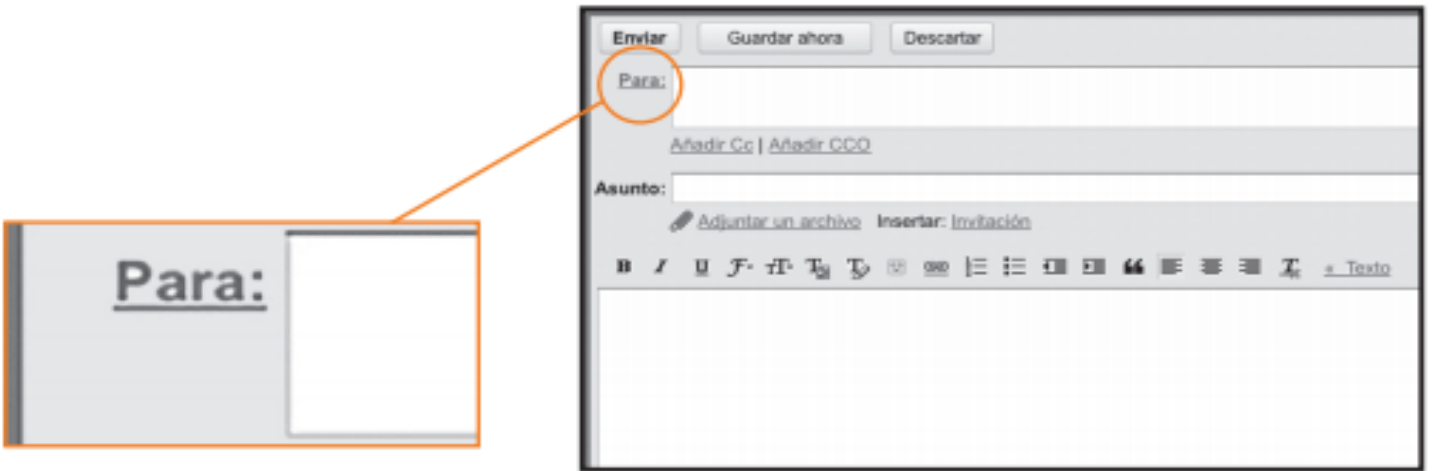 Enviar Guardar ahora Descartar
Para:
Añadir Cc | Añadir CCO
Asunto:
Adjuntar un archivo Insertar: Invitación
B I U « Texto
Para: